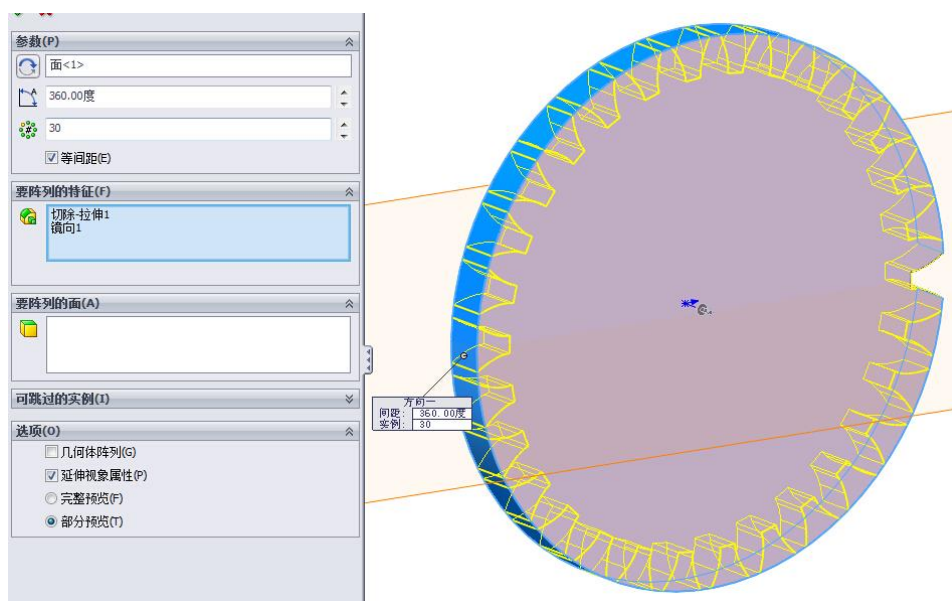 参数(P)
面<1>
360.00度
30
等间距(E)
要阵列的特征(F)
切除-拉伸1
镜向1
要阵列的面(A)
可跳过的实例(I)
选项(O)
几何体阵列(G)
延伸视象属性(P)
完整预览(F)
部分预览(T)
方向一
间距: 360.00度
实例: 30